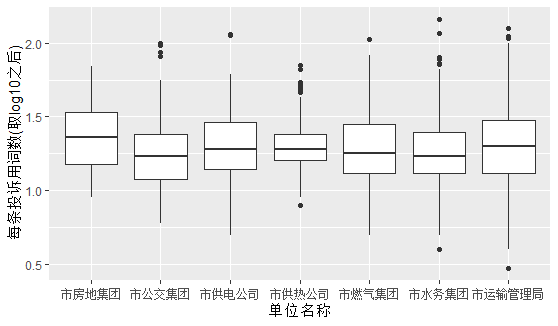 每条投诉用词数(取log10之后)
2.0
1.5
1.0
0.5
市房地集团 市公交集团 市供电公司 市供热公司 市燃气集团 市水务集团 市运输管理局
单位名称